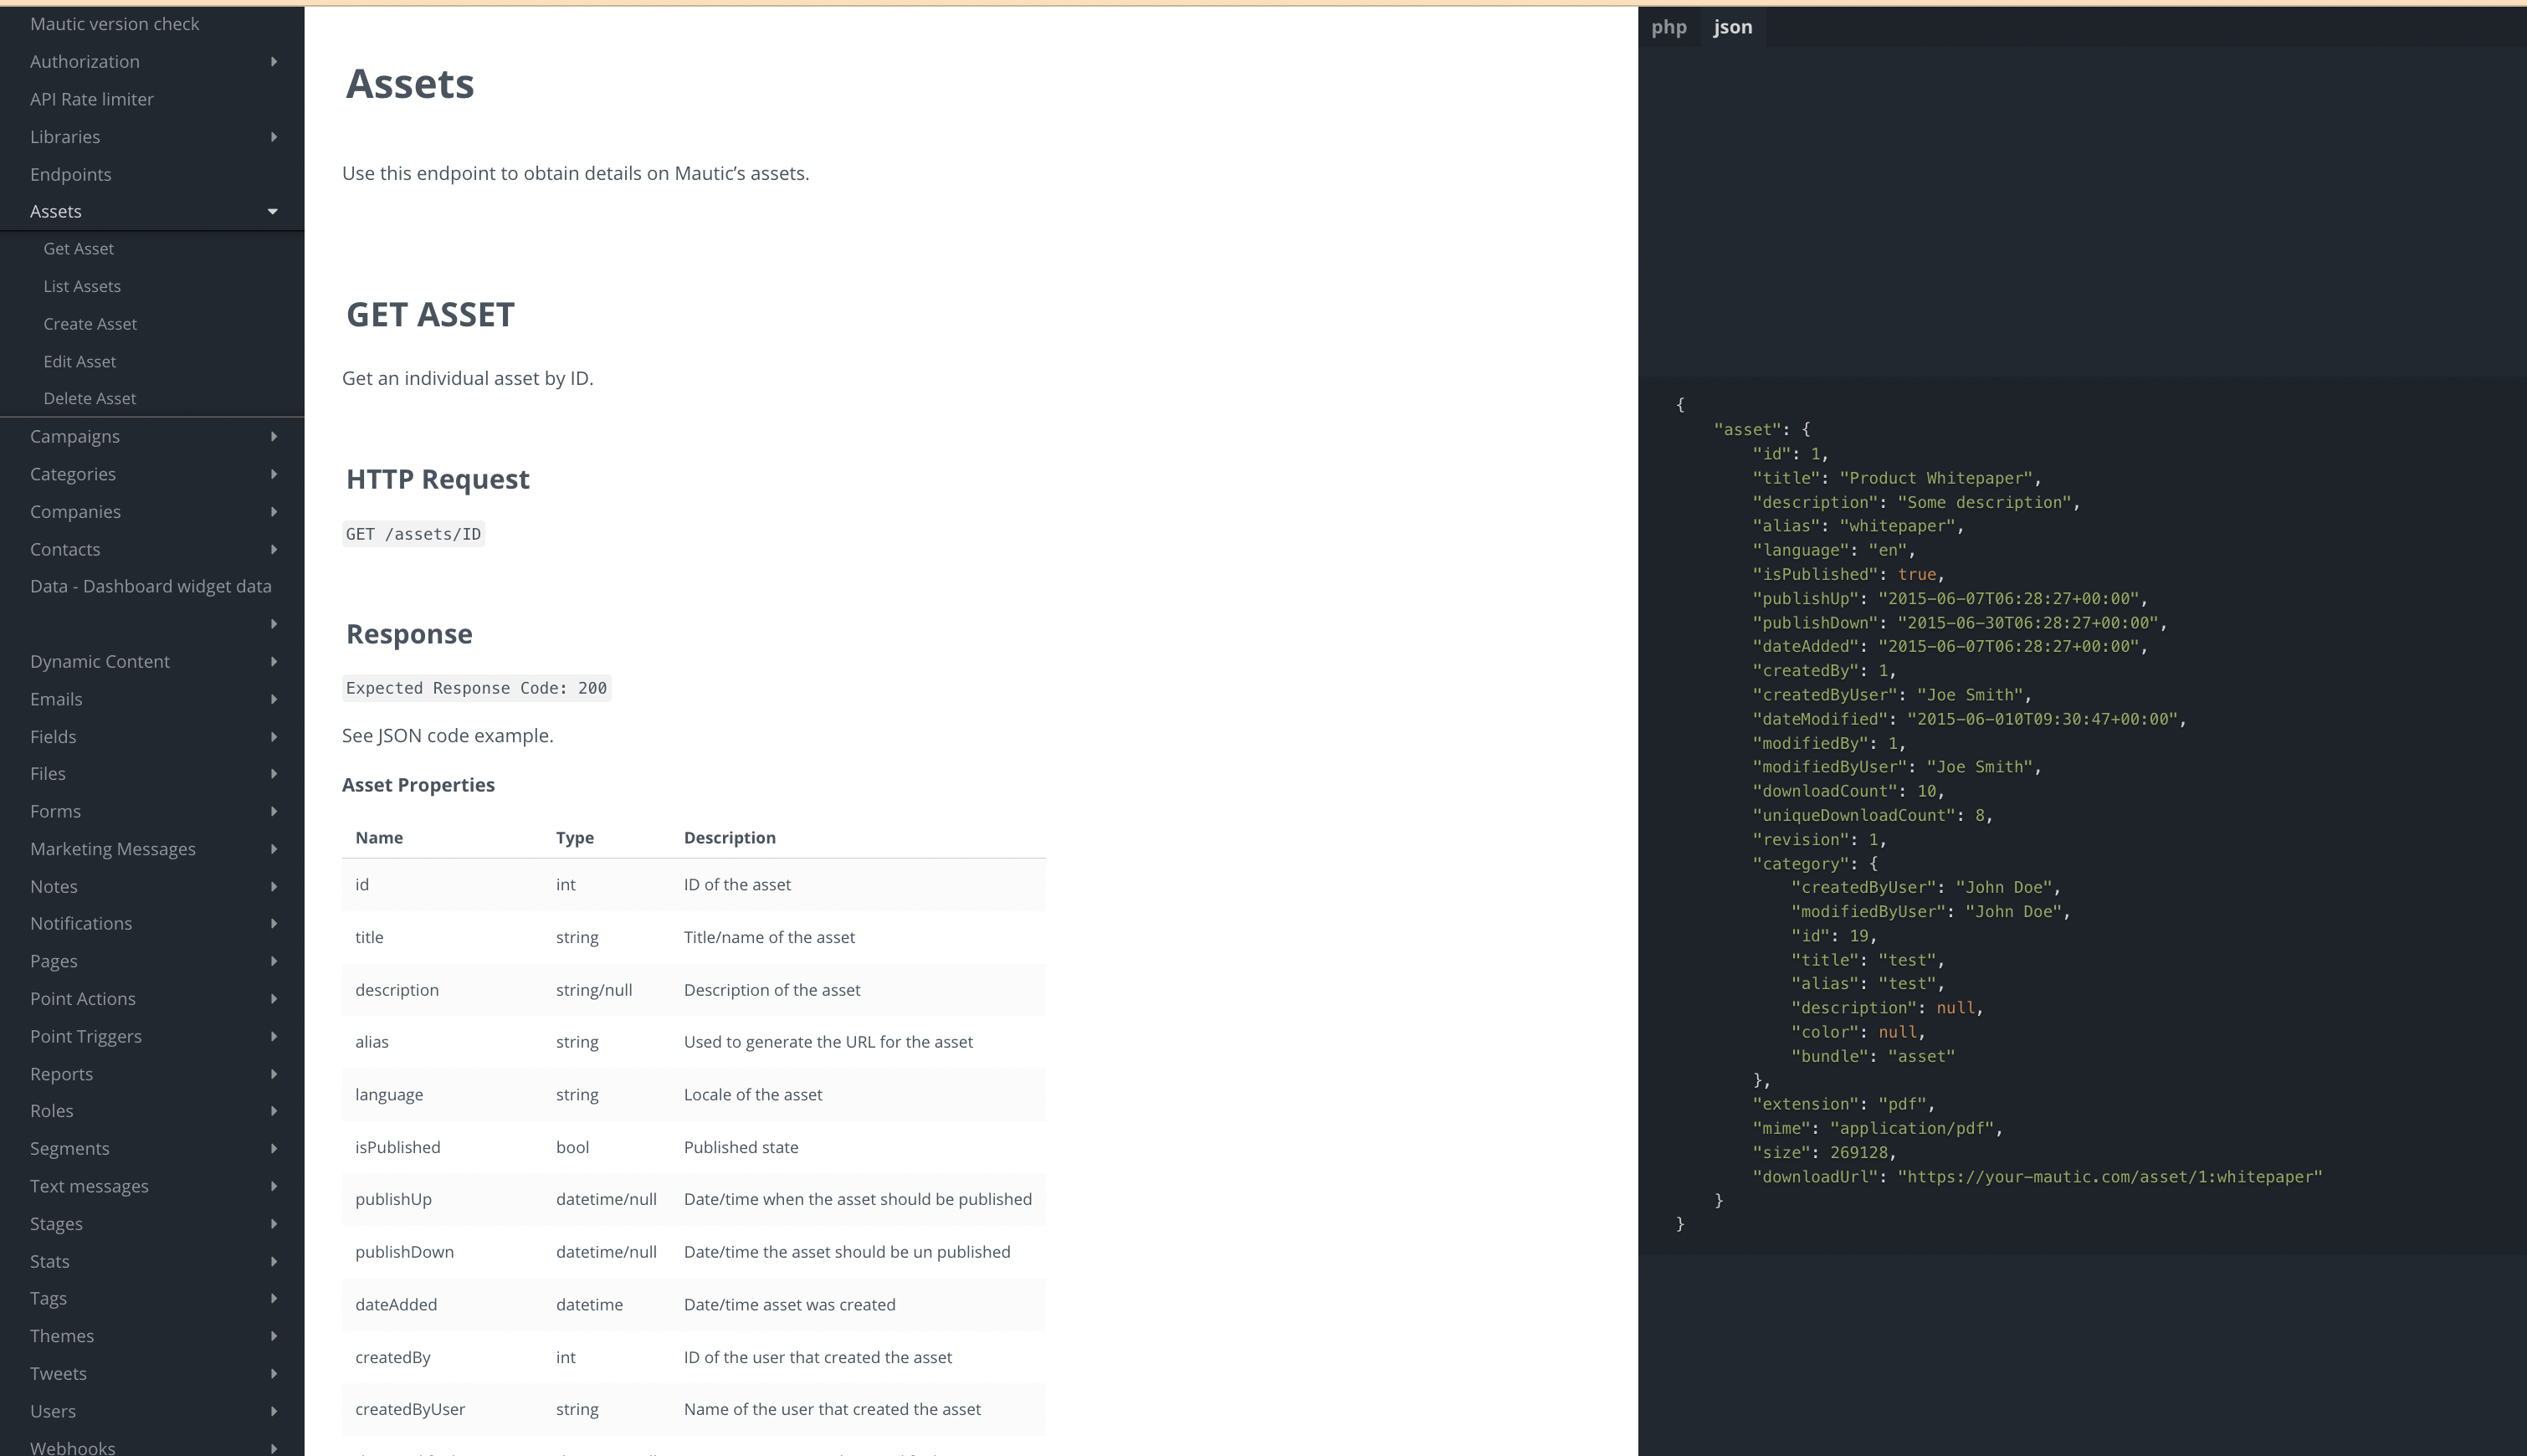 Mautic version check
Authorization
API Rate limiter
Libraries
Endpoints
Assets
Get Asset
List Assets
Create Asset
Edit Asset
Delete Asset
Campaigns
Categories
Companies
Contacts
Data - Dashboard widget data
Dynamic Content
Emails
Fields
Files
Forms
Marketing Messages
Notes
Notifications
Pages
Point Actions
Point Triggers
Reports
Roles
Segments
Text messages
Stages
Stats
Tags
Themes
Tweets
Users
Webhooks
Assets
Use this endpoint to obtain details on Mautic’s assets.
GET ASSET
Get an individual asset by ID.
HTTP Request
GET /assets/ID
Response
Expected Response Code: 200
See JSON code example.
Asset Properties
Name Type Description
id int ID of the asset
title string Title/name of the asset
description string/null Description of the asset
alias string Used to generate the URL for the asset
language string Locale of the asset
isPublished bool Published state
publishUp datetime/null Date/time when the asset should be published
publishDown datetime/null Date/time the asset should be un published
dateAdded datetime Date/time asset was created
createdBy int ID of the user that created the asset
createdByUser string Name of the user that created the asset
php json
{
"asset": {
"id": 1,
"title": "Product Whitepaper",
"description": "Some description",
"alias": "whitepaper",
"language": "en",
"isPublished": true,
"publishUp": "2015-06-07T06:28:27+00:00",
"publishDown": "2015-06-30T06:28:27+00:00",
"dateAdded": "2015-06-07T06:28:27+00:00",
"createdBy": 1,
"createdByUser": "Joe Smith",
"dateModified": "2015-06-010T09:30:47+00:00",
"modifiedBy": 1,
"modifiedByUser": "Joe Smith",
"downloadCount": 10,
"uniqueDownloadCount": 8,
"revision": 1,
"category": {
"createdByUser": "John Doe",
"modifiedByUser": "John Doe",
"id": 19,
"title": "test",
"alias": "test",
"description": null,
"color": null,
"bundle": "asset"
},
"extension": "pdf",
"mime": "application/pdf",
"size": 269128,
"downloadUrl": "https://your-mautic.com/asset/1:whitepaper"
}
}